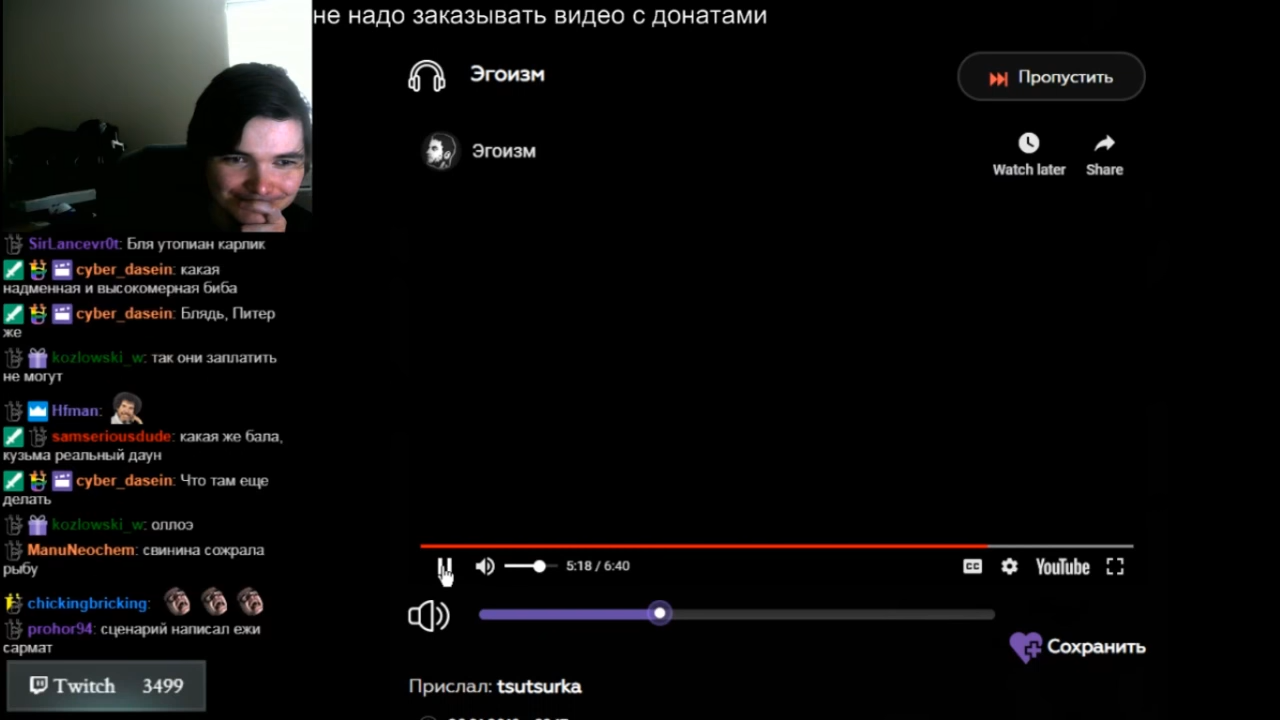 не надо заказывать видео с донатами
Эгоизм
Пропустить
Эгоизм
Watch later
Share
SirLancevr0t: Бля утопиан карлик
cyber_dasein: какая
надменная и высокомерная биба
cyber_dasein: Блядь, Питер
же
kozlowski_w: так они заплатить
не могут
Hfman:
samseriousdude: какая же бала,
кузьма реальный даун
cyber_dasein: Что там еще
делать
kozlowski_w: оллоэ
ManuNeochem: свинина сожрала
рыбу
chickingbricking:
prohor94: сценарий написал ежи
сармат
Twitch 3499
5:18 / 6:40
CC
YouTube
Сохранить
Прислал: tsutsurka